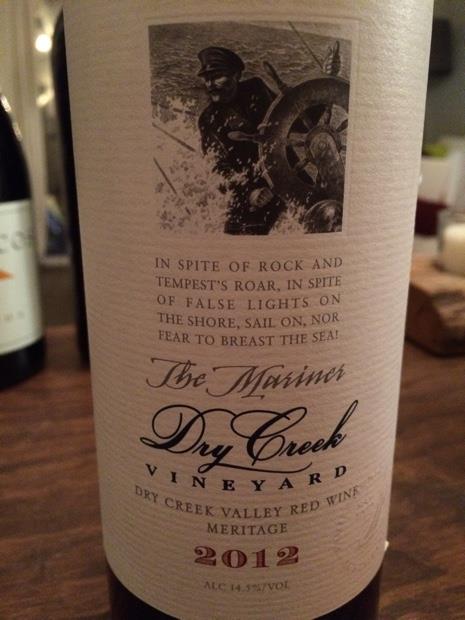 IN SPITE OF ROCK AND
TEMPEST'S ROAR, IN SPITE
OF FALSE LIGHTS ON
THE SHORE, SAIL ON, NOR
FEAR TO BREAST THE SEA!
The Mariner
Dry Creek
VINEYARD
DRY CREEK VALLEY RED WINE
MERITAGE
2012
ALC 14.5%/VOL